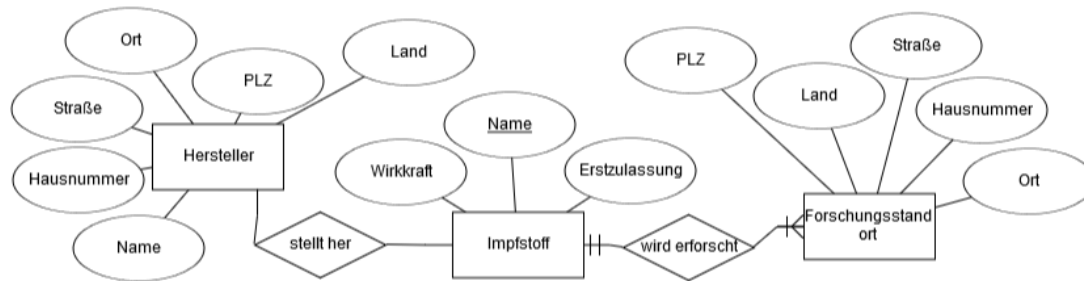 Ort
Land
Straße
PLZ
PLZ
Land
Straße
Hausnummer
Name
Hersteller
Wirkkraft
Erstzulassung
Hausnummer
Ort
Forschungsstand
ort
Name
stellt her
Impfstoff
wird erforscht